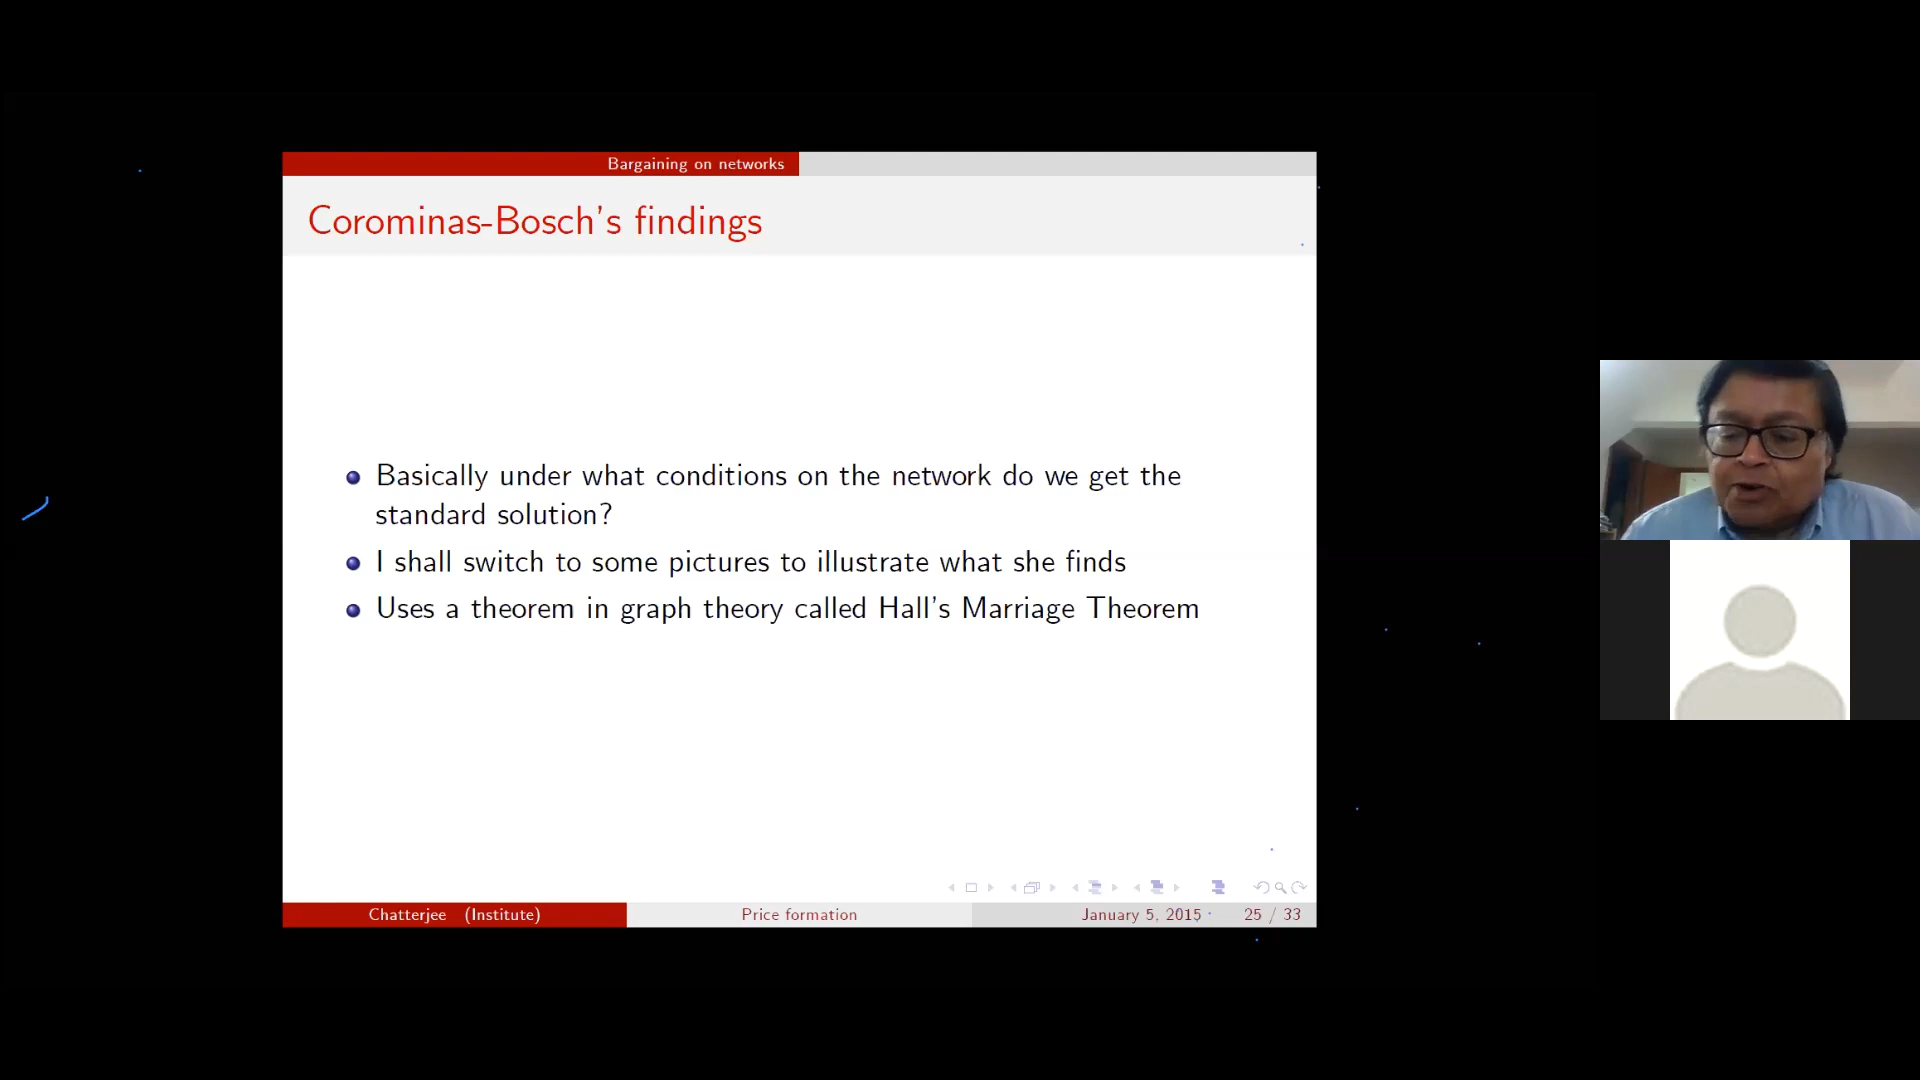 Bargaining on networks
Corominas-Bosch's findings
Basically under what conditions on the network do we get the
standard solution?
I shall switch to some pictures to illustrate what she finds
Uses a theorem in graph theory called Hall's Marriage Theorem
Chatterjee (Institute) Price formation January 5, 2015 25 / 33